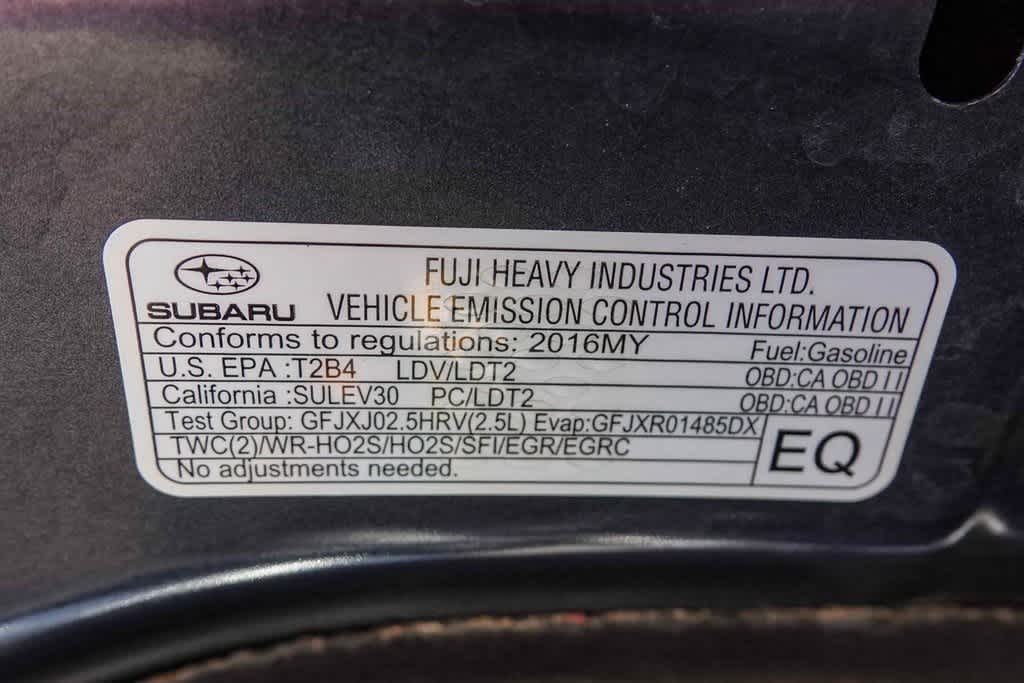 FUJI HEAVY INDUSTRIES LTD.
SUBARU VEHICLE EMISSION CONTROL INFORMATION
Conforms to regulations: 2016MY Fuel:Gasoline
U.S. EPA :T2B4 LDV/LDT2 OBD:CA OBD II
California :SULEV30 PC/LDT2 OBD:CA OBD II
Test Group: GFJXJ02.5HRV(2.5L) Evap:GFJXR01485DX
TWC(2)/WR-HO2S/HO2S/SFI/EGR/EGRC
EQ
No adjustments needed.